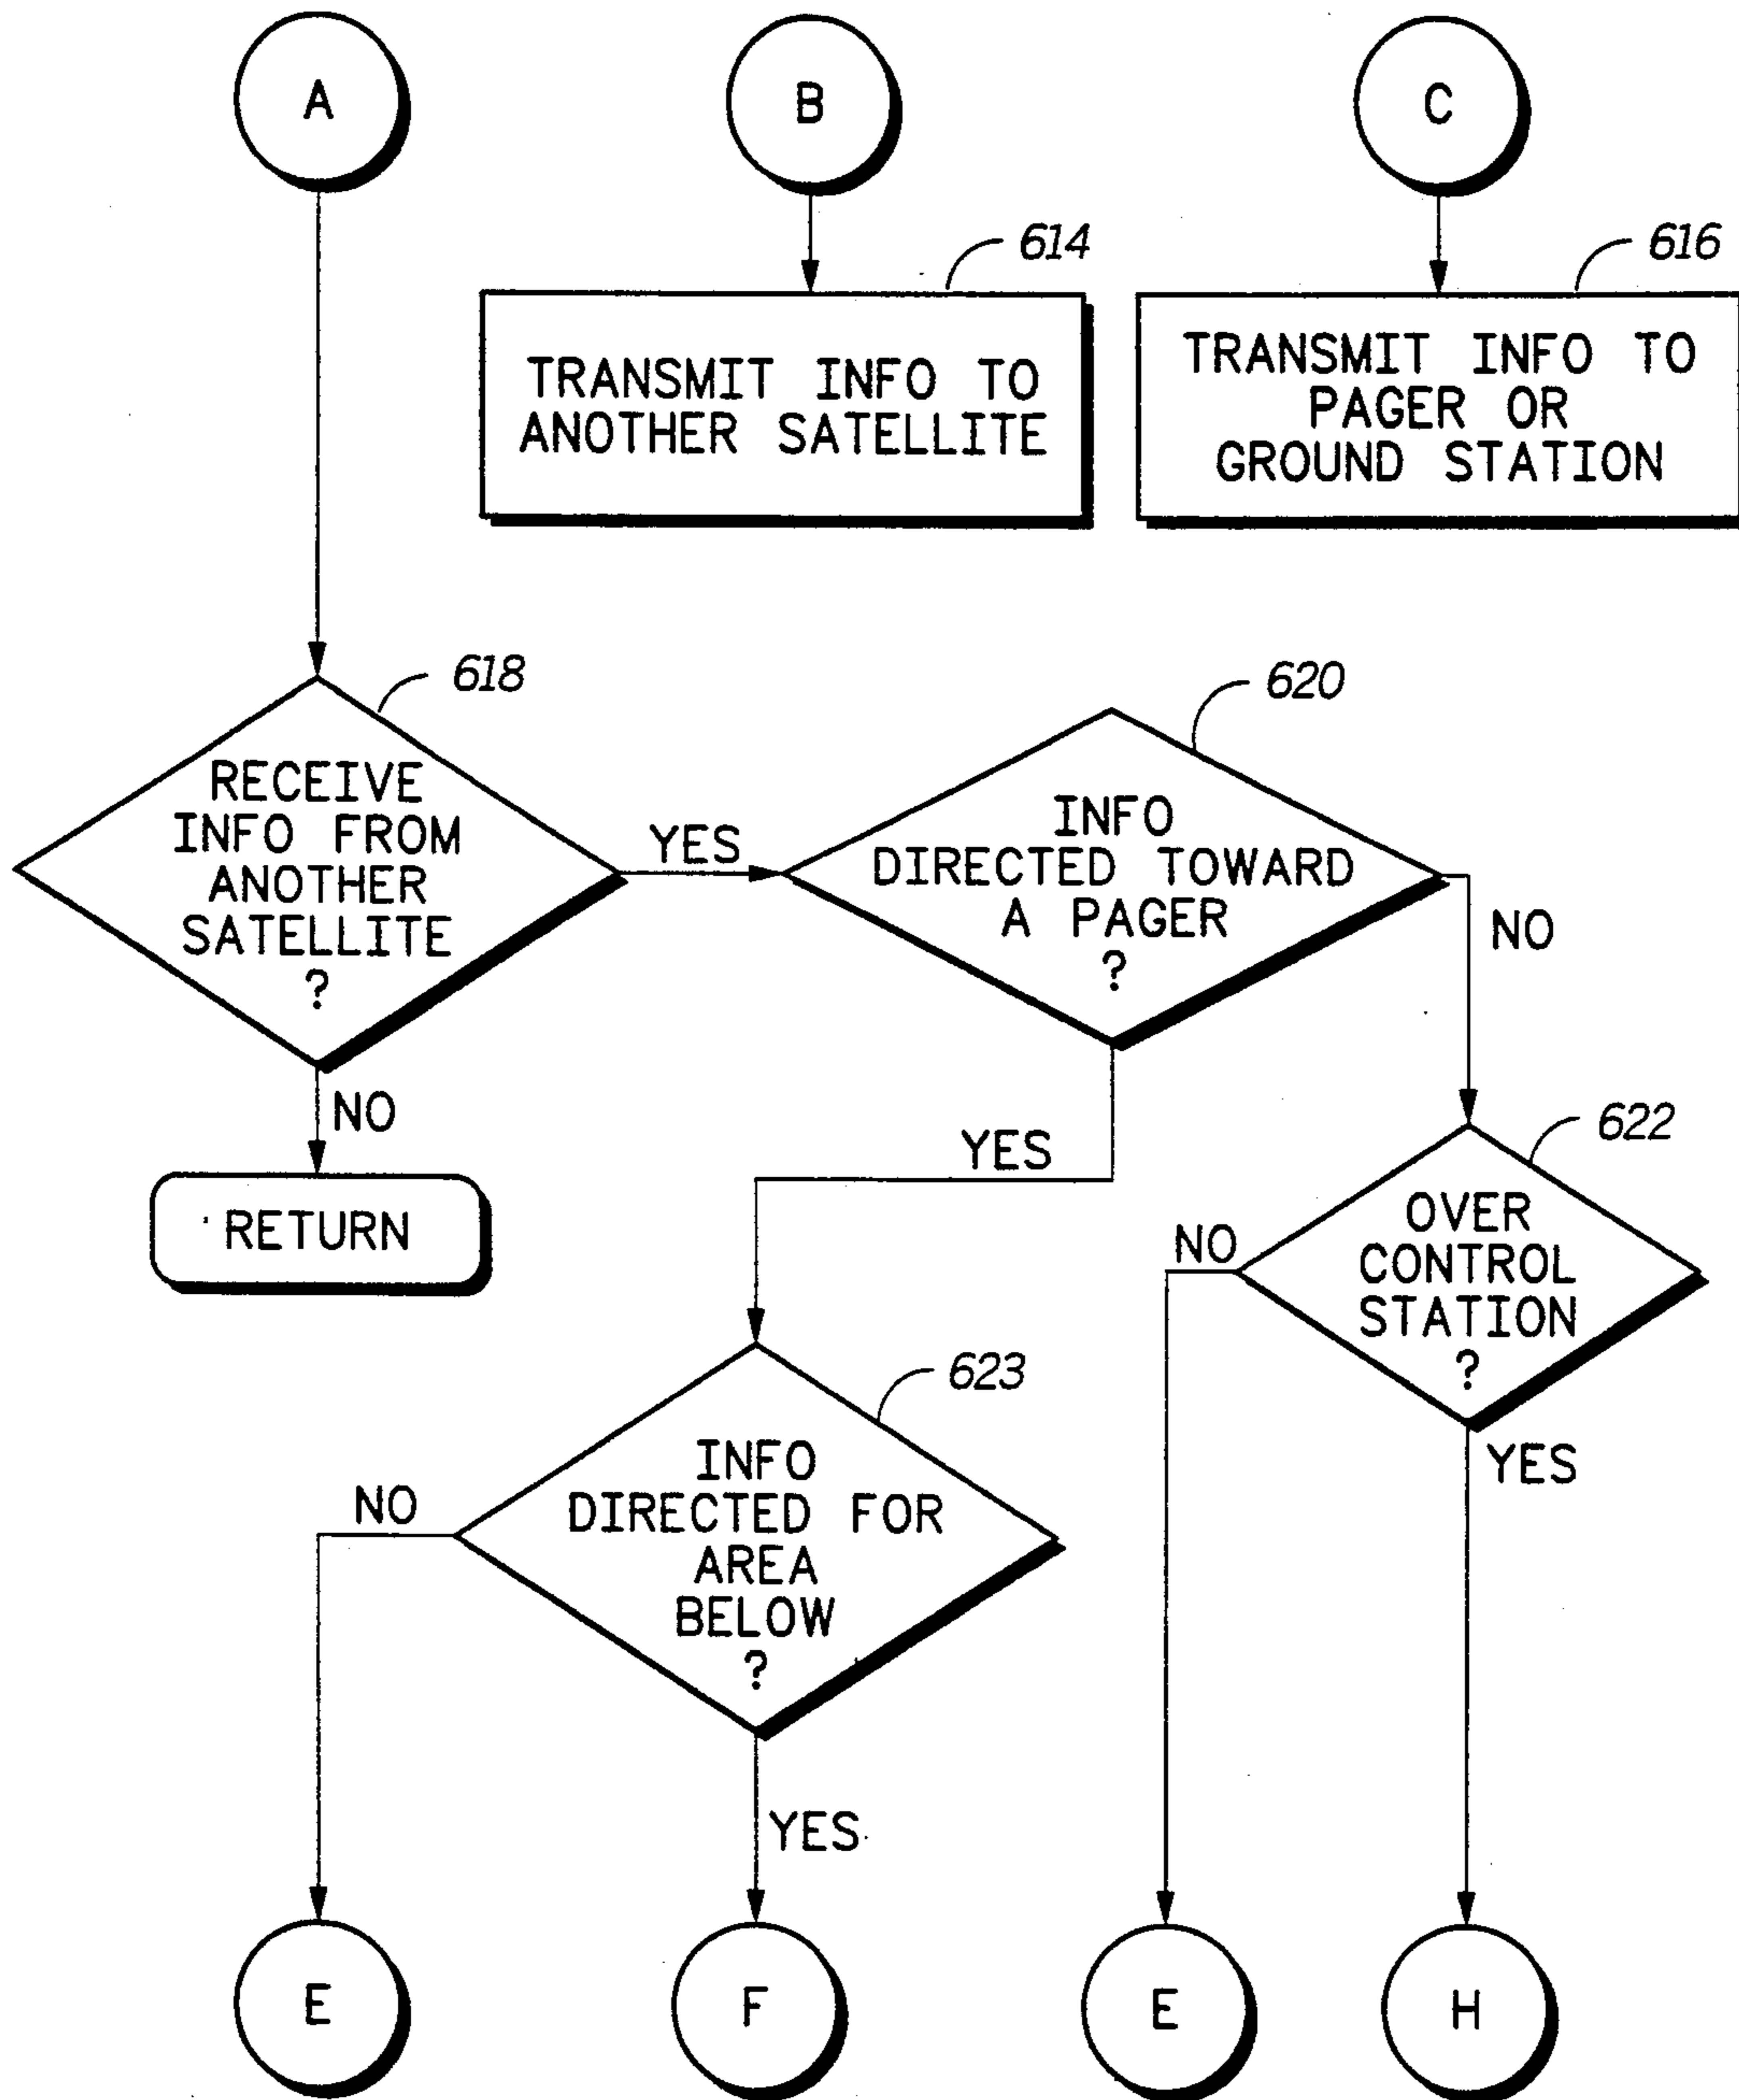 A
B
C
614
616
TRANSMIT INFO TO
ANOTHER SATELLITE
TRANSMIT INFO TO
PAGER OR
GROUND STATION
618
620
RECEIVE
INFO FROM
ANOTHER
SATELLITE
?
YES
INFO
DIRECTED TOWARD
A PAGER
?
NO
NO
YES
622
RETURN
OVER
CONTROL
STATION
?
NO
YES
623
INFO
DIRECTED FOR
AREA
BELOW
?
NO
YES
E
F
E
H